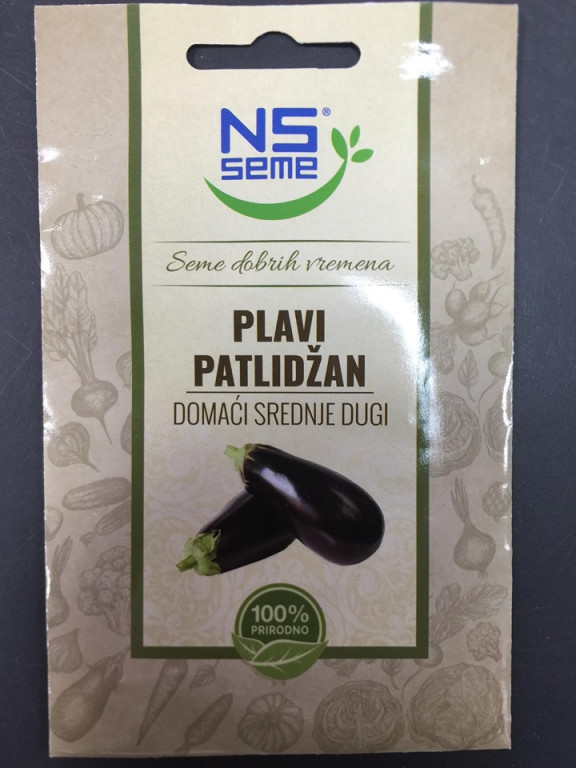 NS®
seme
Seme dobrih vremena
PLAVI
PATLIDŽAN
DOMAĆI SREDNJE DUGI
100%
PRIRODNO